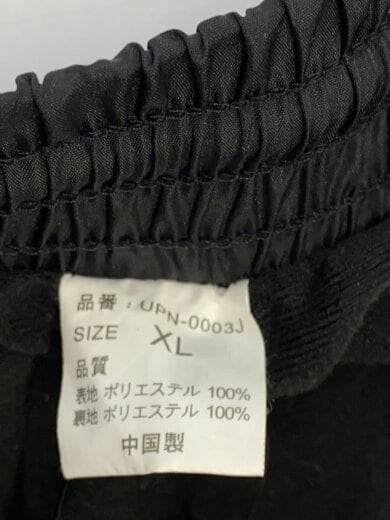 品番：UPN-0003J
SIZE XL
品質
表地 ポリエステル 100%
裏地 ポリエステル 100%
中国製